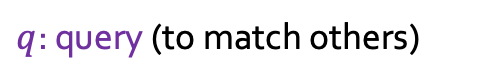 q: query (to match others)